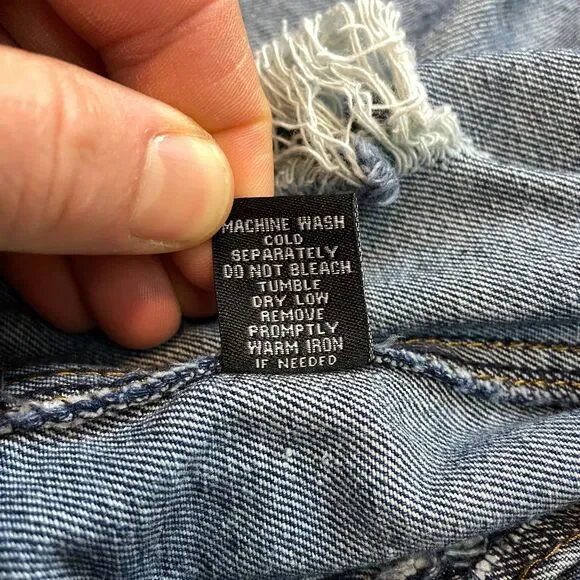 MACHINE WASH
COLD
SEPARATELY
DO NOT BLEACH
TUMBLE
DRY LOW
REMOVE
PROMPTLY
WARM IRON
IF NEEDED